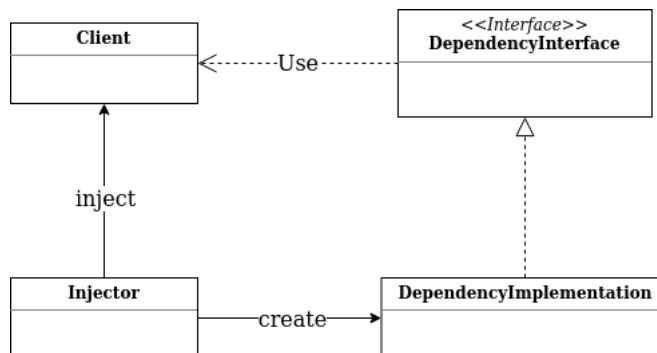 Client
<<Interface>>
DependencyInterface
Use
inject
Injector
create
DependencyImplementation